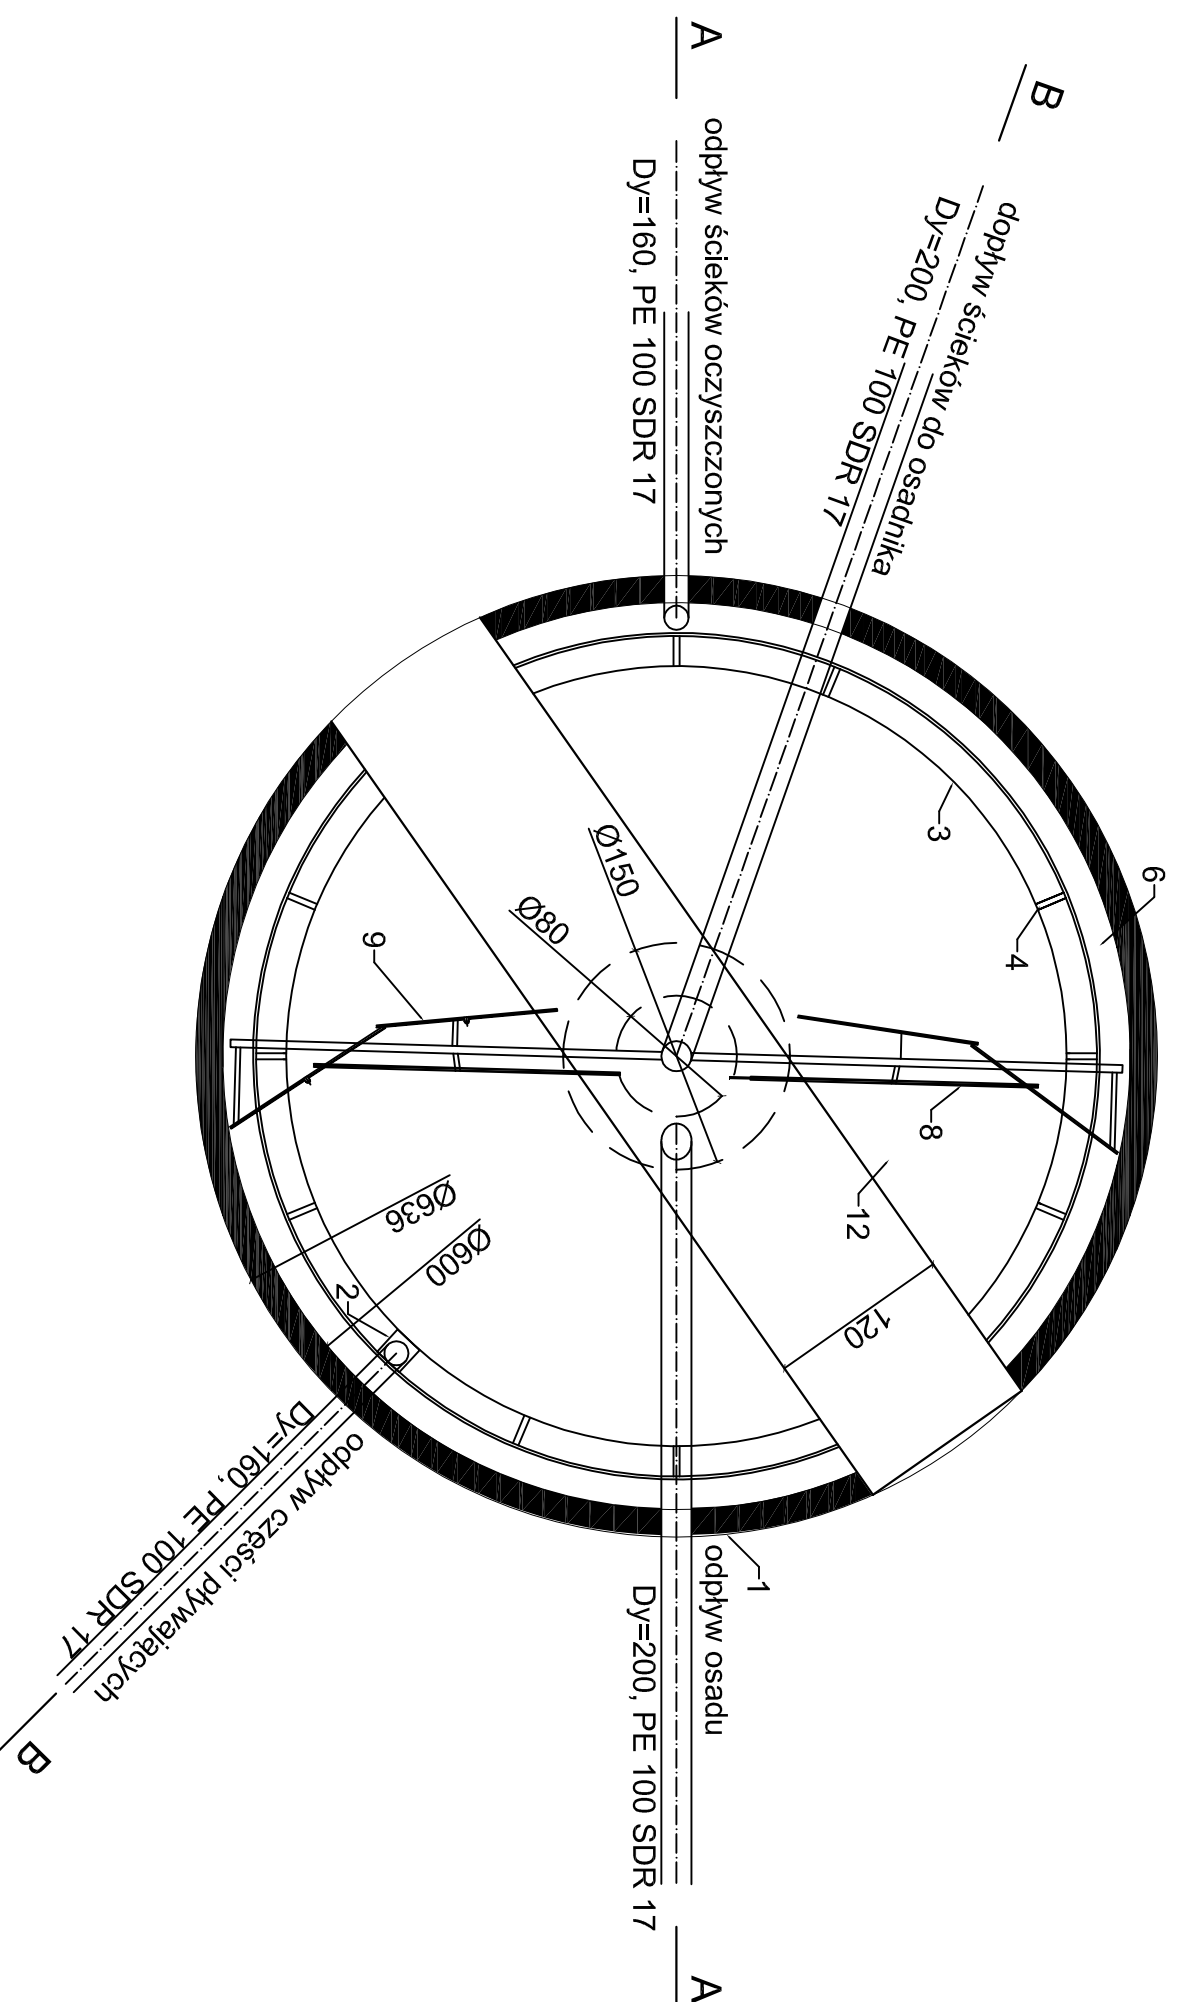 A
B
odpływ ścieków oczyszczonych
Dy=160, PE 100 SDR 17
dopływ ścieków do osadnika
Dy=200, PE 100 SDR 17
3
6
4
Ø150
Ø80
9
8
12
Ø636
Ø600
2
120
Dy=160, PE 100 SDR 17
odpływ części pływających
1
odpływ osadu
Dy=200, PE 100 SDR 17
B
A